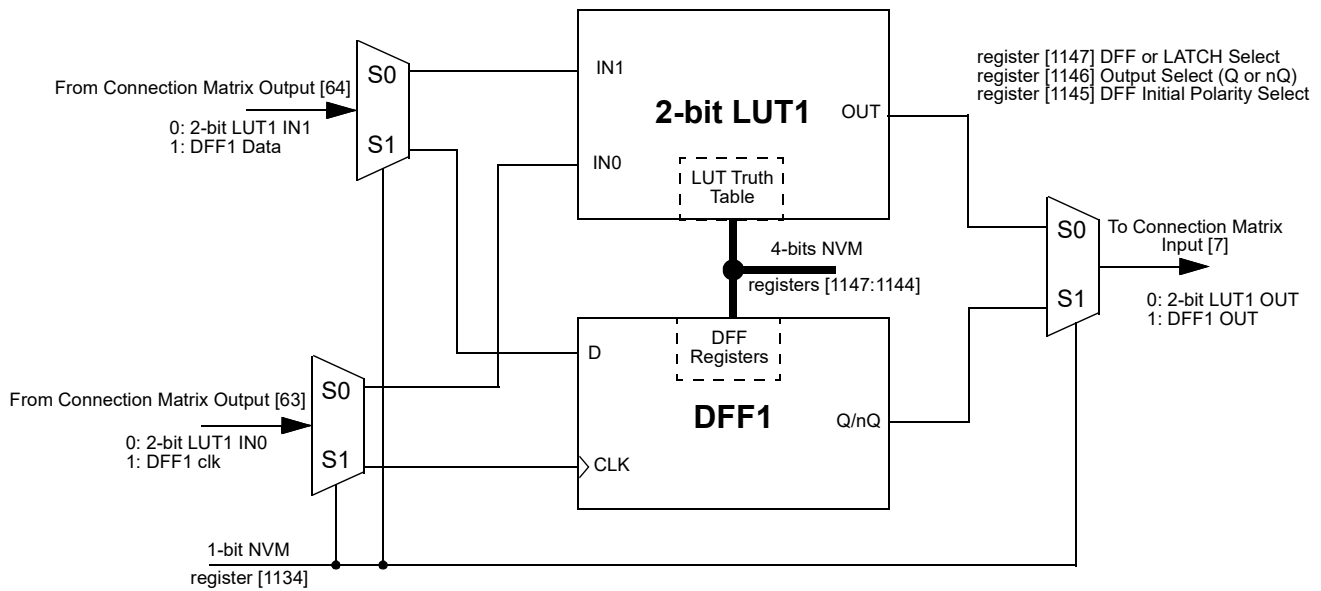 register [1147] DFF or LATCH Select
register [1146] Output Select (Q or nQ)
register [1145] DFF Initial Polarity Select
From Connection Matrix Output [64]
0: 2-bit LUT1 IN1
1: DFF1 Data
S0
S1
IN1
IN0
2-bit LUT1
OUT
LUT Truth
Table
4-bits NVM
registers [1147:1144]
S0
S1
To Connection Matrix
Input [7]
0: 2-bit LUT1 OUT
1: DFF1 OUT
From Connection Matrix Output [63]
0: 2-bit LUT1 IN0
1: DFF1 clk
S0
S1
D
CLK
DFF
Registers
DFF1
Q/nQ
1-bit NVM
register [1134]